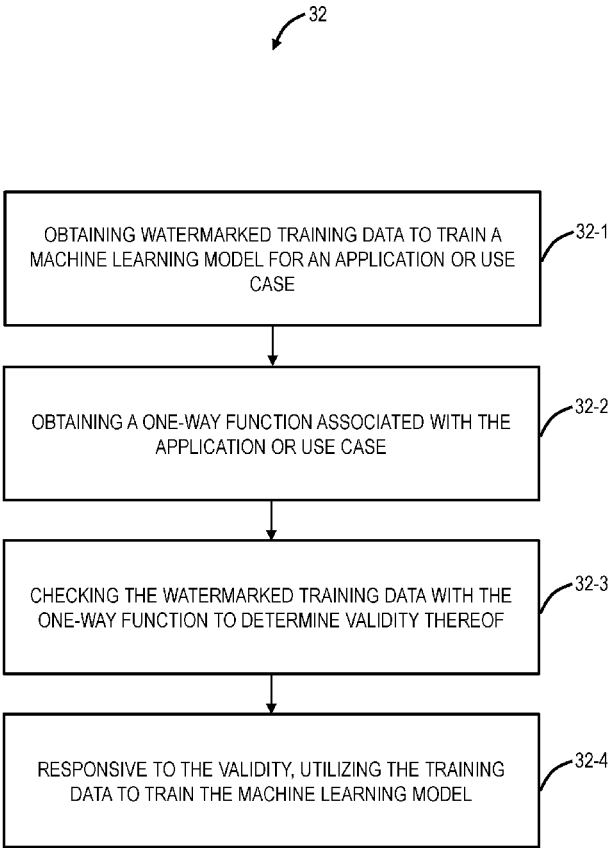 32
OBTAINING WATERMARKED TRAINING DATA TO TRAIN A
MACHINE LEARNING MODEL FOR AN APPLICATION OR USE
CASE
32-1
OBTAINING A ONE-WAY FUNCTION ASSOCIATED WITH THE
APPLICATION OR USE CASE
32-2
CHECKING THE WATERMARKED TRAINING DATA WITH THE
ONE-WAY FUNCTION TO DETERMINE VALIDITY THEREOF
32-3
RESPONSIVE TO THE VALIDITY, UTILIZING THE TRAINING
DATA TO TRAIN THE MACHINE LEARNING MODEL
32-4